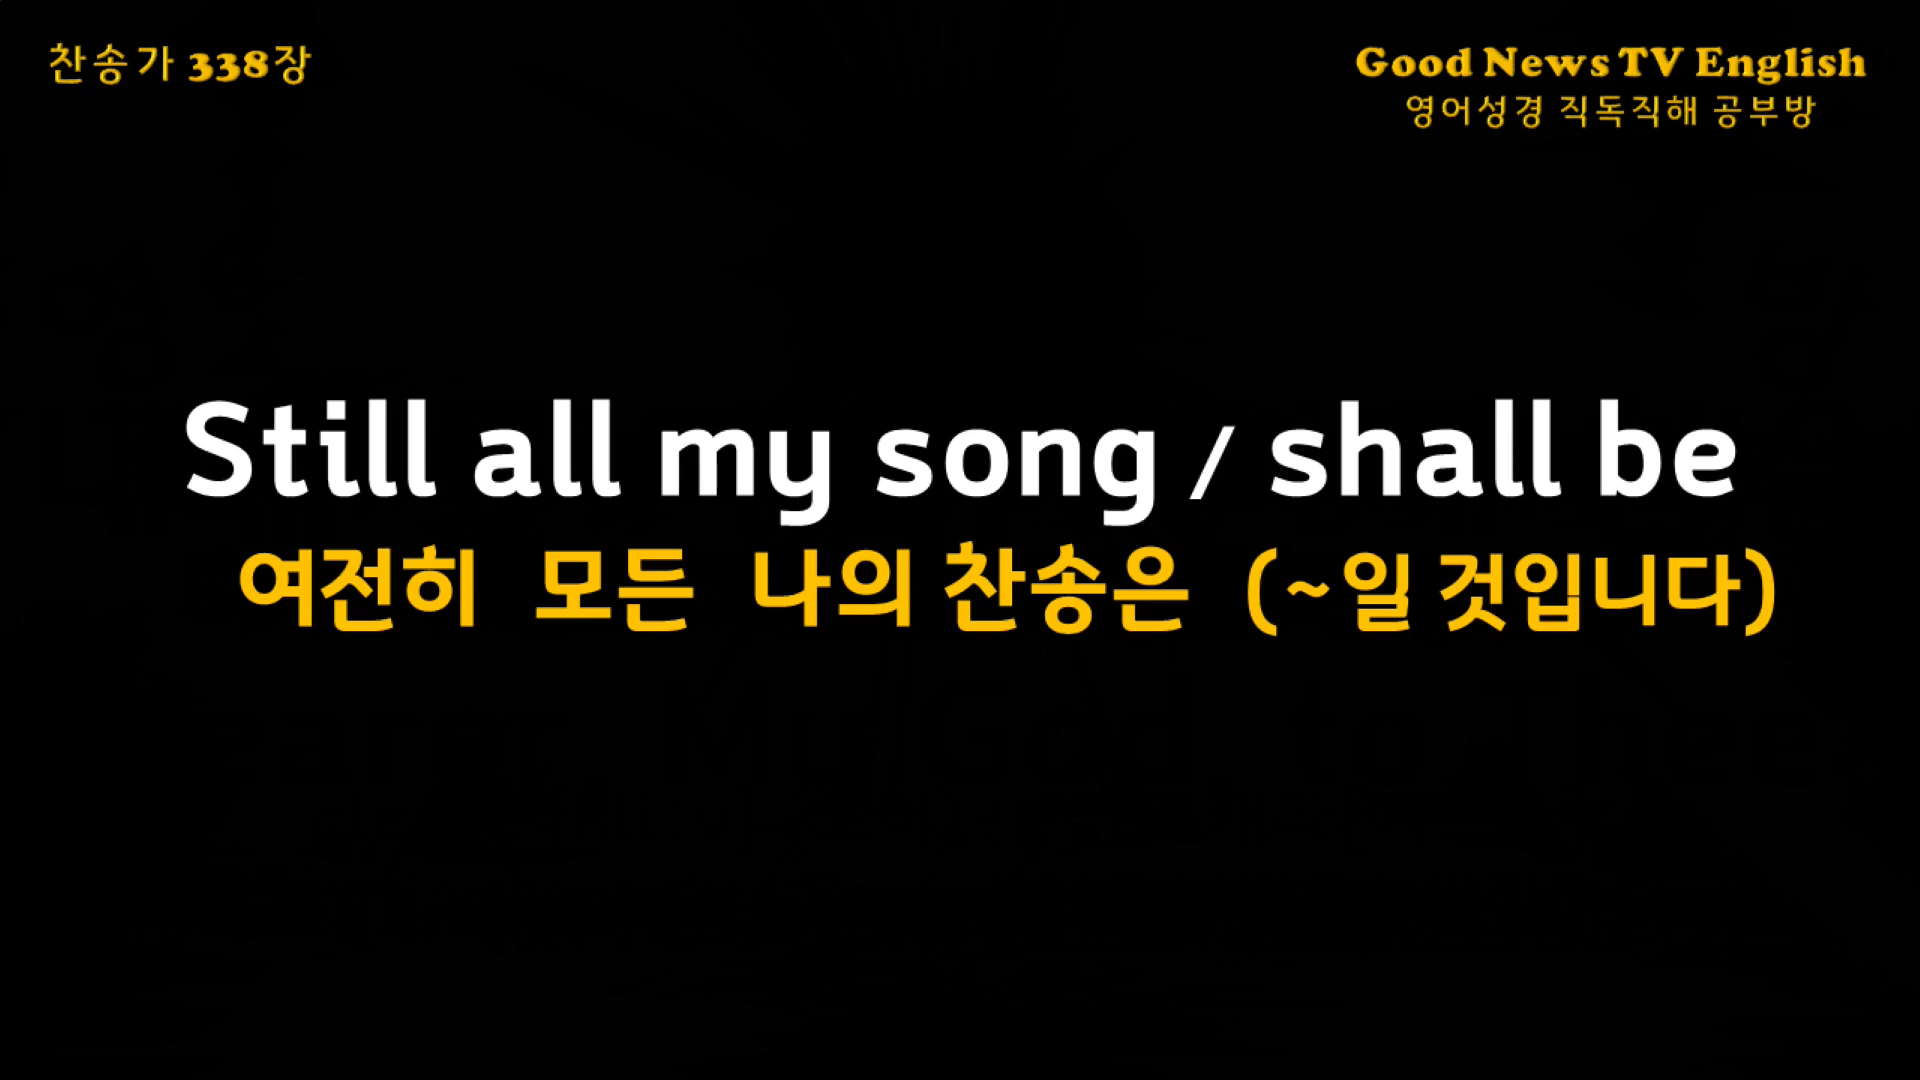 찬송가 338장
Good News TV English
영어성경 직독직해 공부방
Still all my song / shall be
여전히 모든 나의 찬송은 (~일 것입니다)